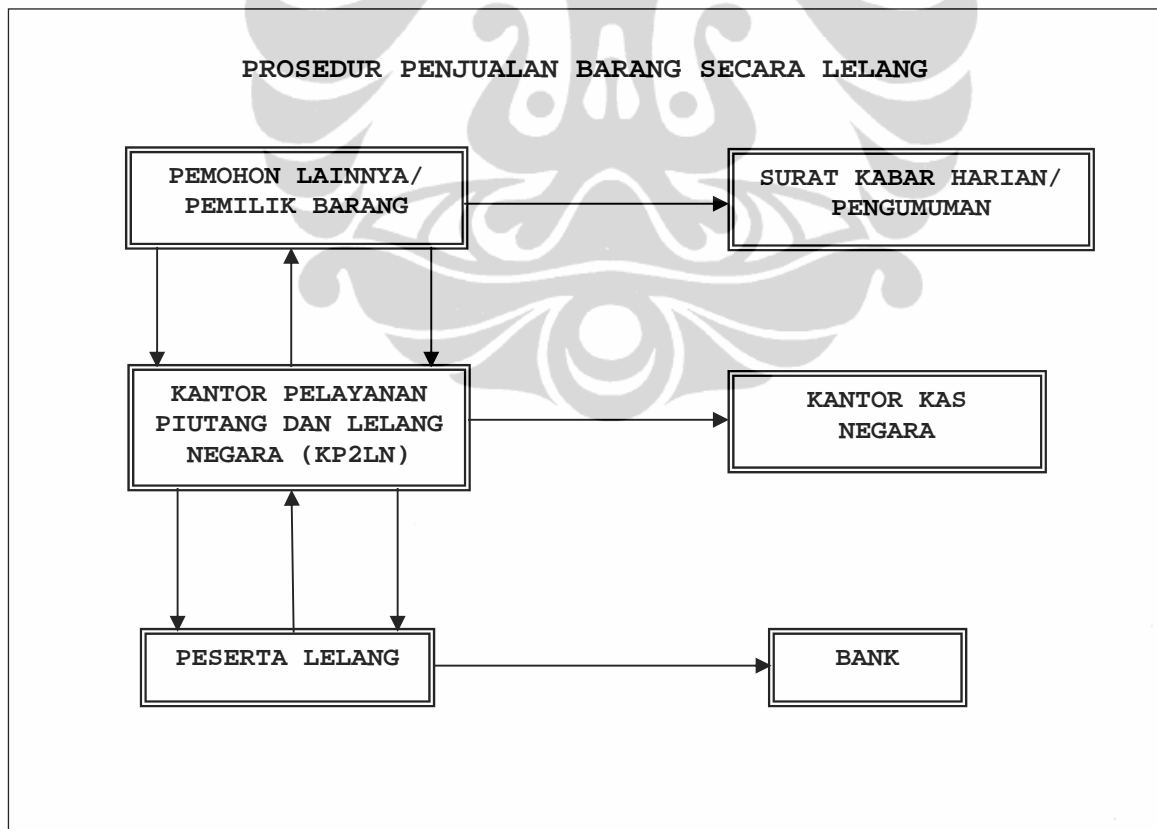 PROSEDUR PENJUALAN BARANG SECARA LELANG
PEMOHON LAINNYA/
PEMILIK BARANG
SURAT KABAR HARIAN/
PENGUMUMAN
KANTOR PELAYANAN
PIUTANG DAN LELANG
NEGARA (KP2LN)
KANTOR KAS
NEGARA
PESERTA LELANG
BANK